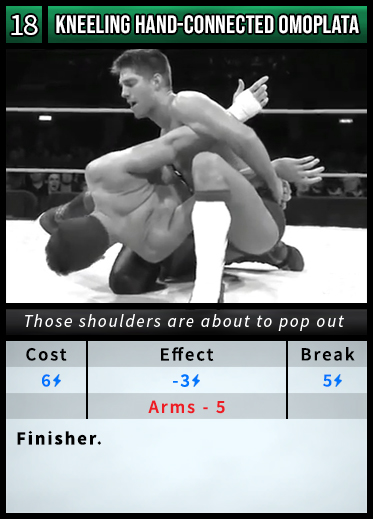 18 KNEELING HAND-CONNECTED OMOPLATA
Those shoulders are about to pop out
Cost Effect Break
6⚡ -3⚡ 5⚡
Arms - 5
Finisher.